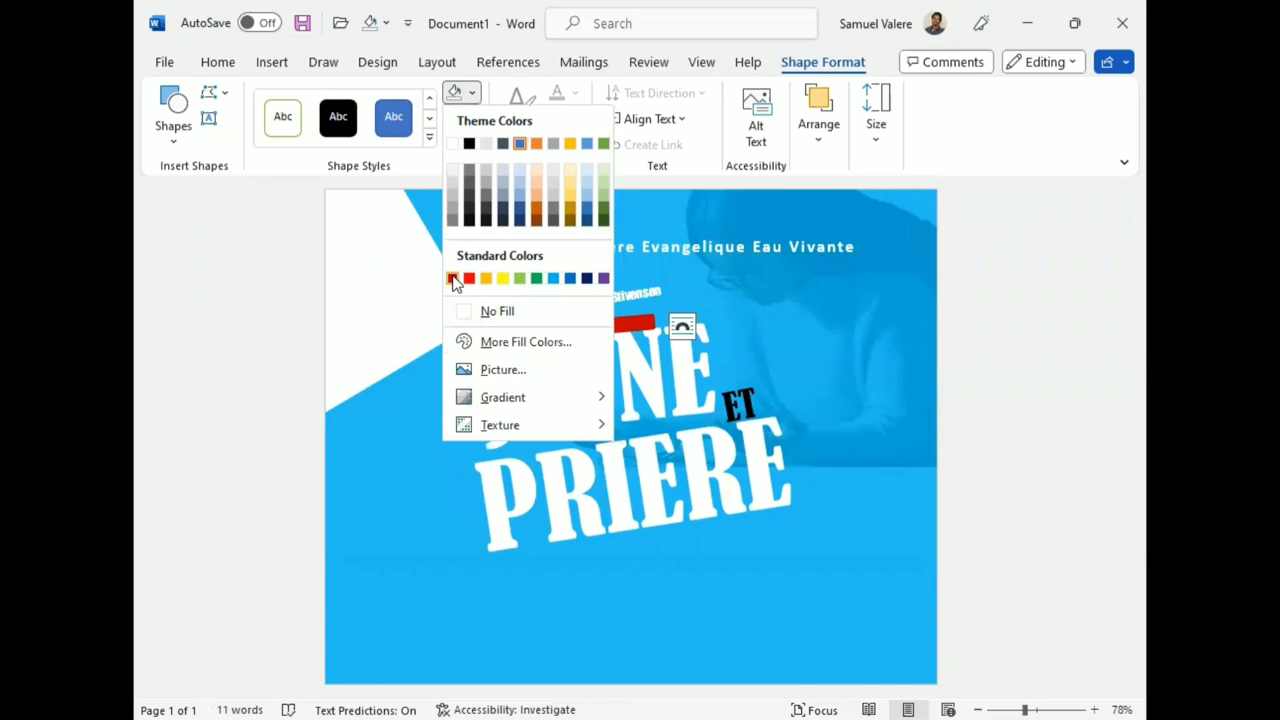 AutoSave Off Document1 - Word Search Samuel Valere
File Home Insert Draw Design Layout References Mailings Review View Help Shape Format Comments Editing
Shapes
Insert Shapes
Abc Abc Abc
Shape Styles
Text Direction
Align Text
Create Link
Text
Alt
Text
Accessibility
Arrange
Size
Theme Colors
Standard Colors
No Fill
More Fill Colors...
Picture...
Gradient
Texture
Evangelique Eau Vivante
Stivenson
NE
ET
PRIERE
Page 1 of 1 11 words Text Predictions: On Accessibility: Investigate Focus 78%